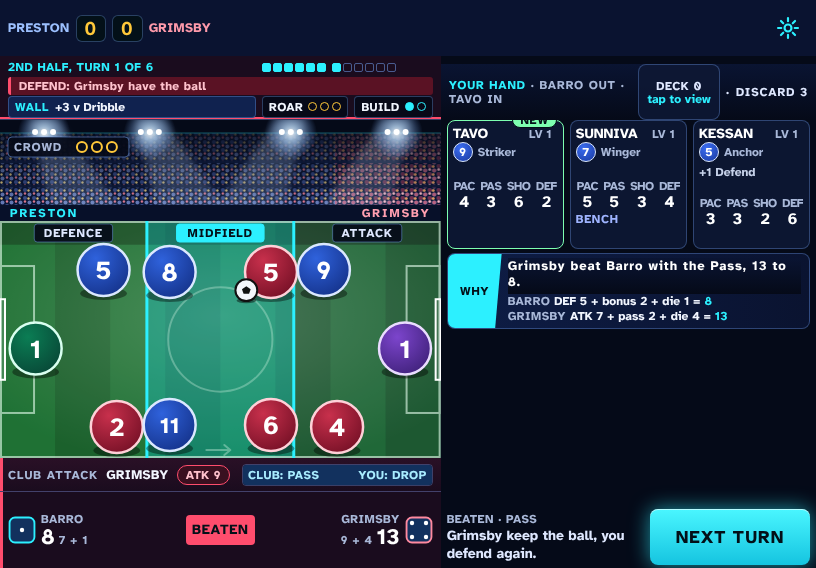 PRESTON 0 0 GRIMSBY
2ND HALF, TURN 1 OF 6
DEFEND: Grimsby have the ball
WALL +3 v Dribble
ROAR
BUILD
CROWD
PRESTON
GRIMSBY
DEFENCE
MIDFIELD
ATTACK
5
8
5
9
1
1
2
11
6
4
CLUB ATTACK GRIMSBY ATK 9
CLUB: PASS YOU: DROP
BARRO
8 7 + 1
BEATEN
GRIMSBY
9 + 4 13
YOUR HAND · BARRO OUT · TAVO IN
DECK 0
tap to view
· DISCARD 3
NEW
TAVO LV 1
9 Striker
PAC PAS SHO DEF
4 3 6 2
SUNNIVA LV 1
7 Winger
PAC PAS SHO DEF
5 5 3 4
BENCH
KESSAN LV 1
5 Anchor
+1 Defend
PAC PAS SHO DEF
3 3 2 6
WHY
Grimsby beat Barro with the Pass, 13 to
8.
BARRO DEF 5 + bonus 2 + die 1 = 8
GRIMSBY ATK 7 + pass 2 + die 4 = 13
BEATEN · PASS
Grimsby keep the ball, you
defend again.
NEXT TURN